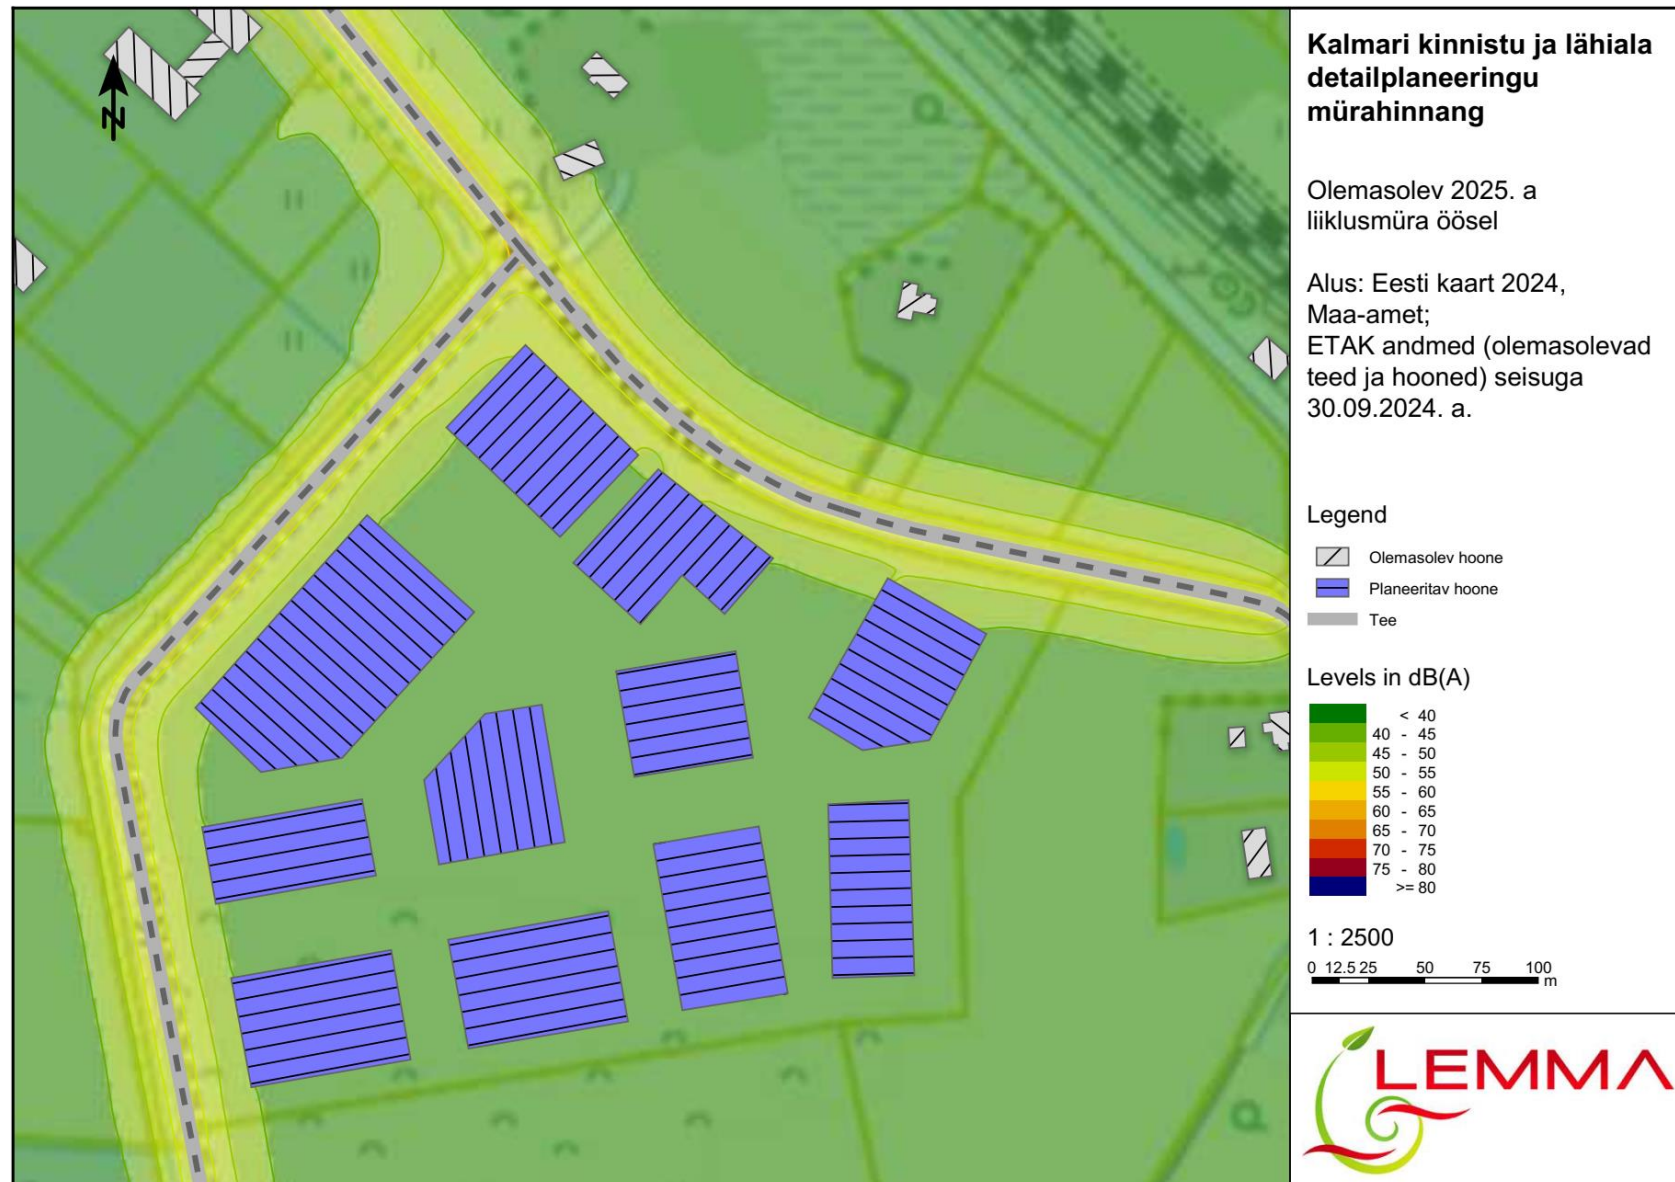 N
Kalmari kinnistu ja lähiala
detailplaneeringu
mürahinnang
Olemasolev 2025. a
liiklusmüra öösel
Alus: Eesti kaart 2024,
Maa-amet;
ETAK andmed (olemasolevad
teed ja hooned) seisuga
30.09.2024. a.
Legend
Olemasolev hoone
Planeeritav hoone
Tee
Levels in dB(A)
< 40
40 - 45
45 - 50
50 - 55
55 - 60
60 - 65
65 - 70
70 - 75
75 - 80
>= 80
1 : 2500
0 12.5 25 50 75 100
m
LEMMA